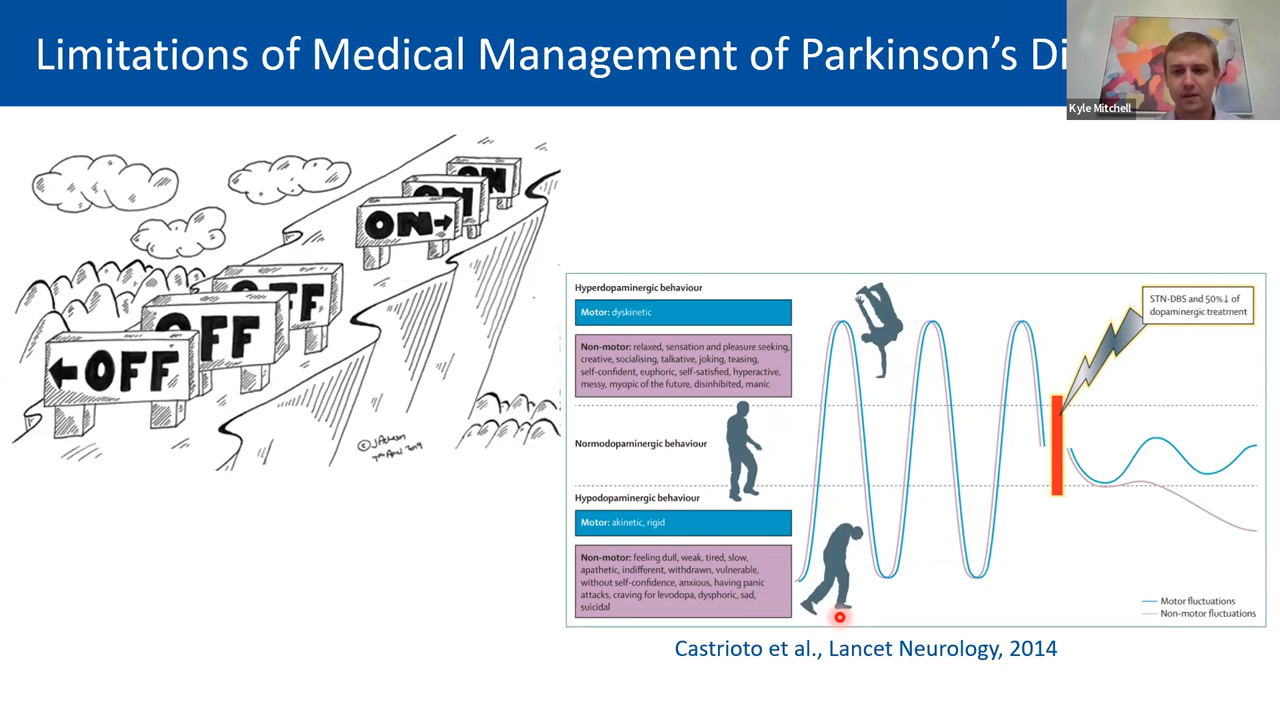 Limitations of Medical Management of Parkinson's Di
Kyle Mitchell
ON
ON
ON→
OFF
OFF
←OFF
Hyperdopaminergic behaviour
Motor: dyskinetic
Non-motor: relaxed, sensation and pleasure seeking,
creative, socialising, talkative, joking, teasing,
self-confident, euphoric, self-satisfied, hyperactive,
messy, myopic of the future, disinhibited, manic
Normodopaminergic behaviour
Hypodopaminergic behaviour
Motor: akinetic, rigid
Non-motor: feeling dull, weak, tired, slow,
apathetic, indifferent, withdrawn, vulnerable,
without self-confidence, anxious, having panic
attacks, craving for levodopa, dysphoric, sad,
suicidal
STN-DBS and 50%↓ of
dopaminergic treatment
Motor fluctuations
Non-motor fluctuations
Castrioto et al., Lancet Neurology, 2014